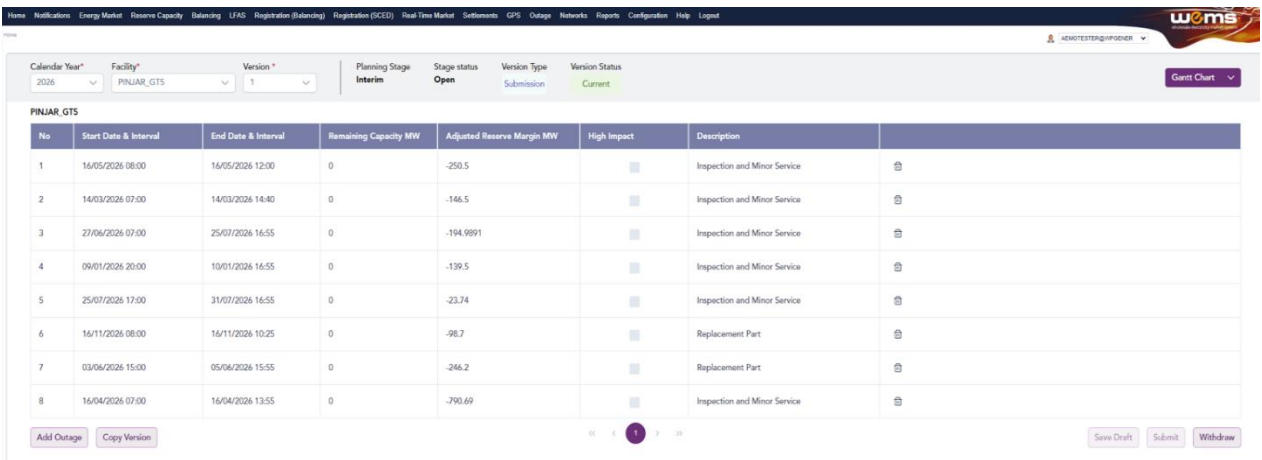 Home Notifications Energy Market Reserve Capacity Balancing LFAS Registration (Balancing) Registration (SCED) Real-Time Market Settlements GPS Outage Networks Reports Configuration Help Logout
wems
Home
AEMOTESTER@WPGENER
Calendar Year* Facility* Version * Planning Stage Stage status Version Type Version Status
2026 PINJAR_GT5 1 Interim Open Submission Current Gantt Chart
PINJAR_GT5
No Start Date & Interval End Date & Interval Remaining Capacity MW Adjusted Reserve Margin MW High Impact Description
1 16/05/2026 08:00 16/05/2026 12:00 0 -250.5 Inspection and Minor Service
2 14/03/2026 07:00 14/03/2026 14:40 0 -146.5 Inspection and Minor Service
3 27/06/2026 07:00 25/07/2026 16:55 0 -194.9891 Inspection and Minor Service
4 09/01/2026 20:00 10/01/2026 16:55 0 -139.5 Inspection and Minor Service
5 25/07/2026 17:00 31/07/2026 16:55 0 -23.74 Inspection and Minor Service
6 16/11/2026 08:00 16/11/2026 10:25 0 -98.7 Replacement Part
7 03/06/2026 15:00 05/06/2026 15:55 0 -246.2 Replacement Part
8 16/04/2026 07:00 16/04/2026 13:55 0 -790.69 Inspection and Minor Service
Add Outage Copy Version << < 1 > >> Save Draft Submit Withdraw